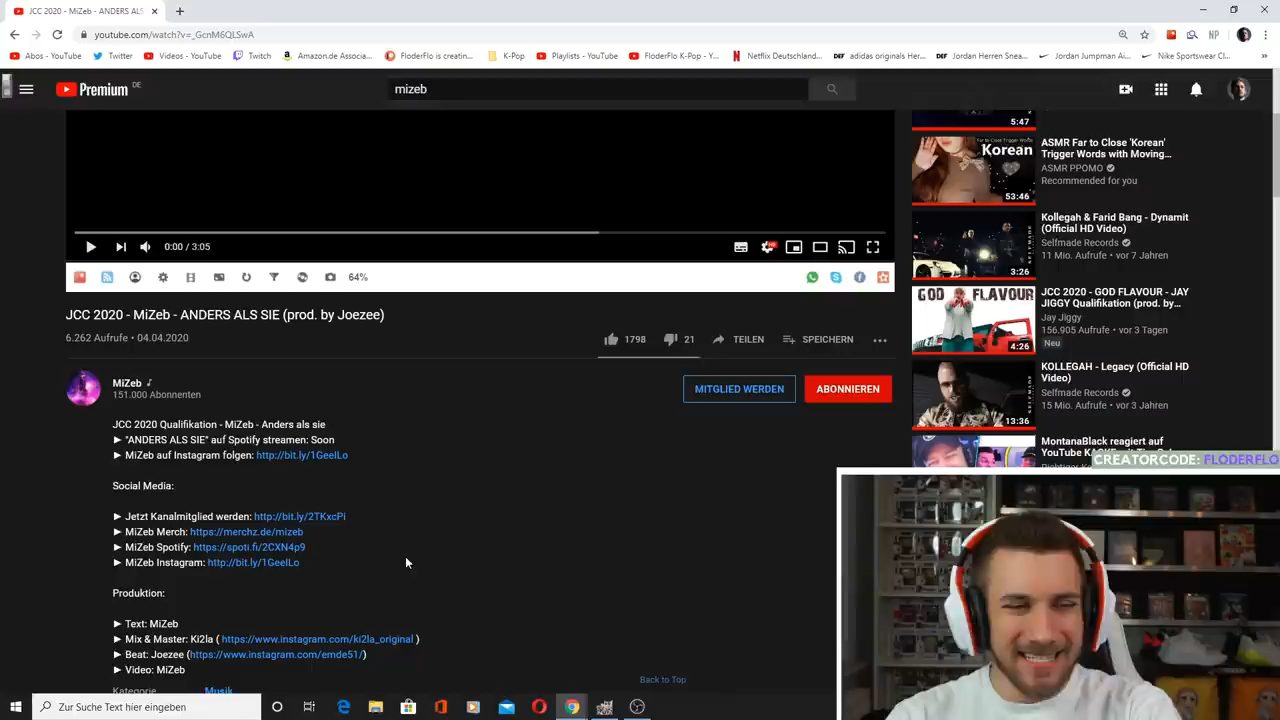 JCC 2020 - MiZeb - ANDERS ALS
youtube.com/watch?v=_GcnM6QLSwA
NP
Abos - YouTube
Twitter
Videos - YouTube
Twitch
Amazon.de Associa...
FloderFlo is creatin...
K-Pop
Playlists - YouTube
FloderFlo - YouTube
Netflix Deutschland...
DEF adidas originals Her...
DEF Jordan Herren Snea...
Jordan Jumpman Ai...
Nike Sportswear Cl...
Premium DE
mizeb
0:00 / 3:05
64%
JCC 2020 - MiZeb - ANDERS ALS SIE (prod. by Joezee)
6.262 Aufrufe • 04.04.2020
1798
21
TEILEN
SPEICHERN
MiZeb
151.000 Abonnenten
MITGLIED WERDEN
ABONNIEREN
JCC 2020 Qualifikation - MiZeb - Anders als sie
► "ANDERS ALS SIE" auf Spotify streamen: Soon
► MiZeb auf Instagram folgen: http://bit.ly/1GeeILo
Social Media:
► Jetzt Kanalmitglied werden: http://bit.ly/2TKxcPi
► MiZeb Merch: https://merchz.de/mizeb
► MiZeb Spotify: https://spoti.fi/2CXN4p9
► MiZeb Instagram: http://bit.ly/1GeeILo
Produktion:
► Text: MiZeb
► Mix & Master: Ki2la ( https://www.instagram.com/ki2la_original )
► Beat: Joezee (https://www.instagram.com/emde51/)
► Video: MiZeb
Kategorie
Musik
Back to Top
5:47
Korean
53:46
ASMR Far to Close 'Korean'
Trigger Words with Moving...
ASMR PPOMO
Recommended for you
3:26
Kollegah & Farid Bang - Dynamit
(Official HD Video)
Selfmade Records
11 Mio. Aufrufe • vor 7 Jahren
GOD FLAVOUR
4:26
JCC 2020 - GOD FLAVOUR - JAY
JIGGY Qualifikation (prod. by...
Jay Jiggy
156.905 Aufrufe • vor 3 Tagen
Neu
13:36
KOLLEGAH - Legacy (Official HD
Video)
Selfmade Records
15 Mio. Aufrufe • vor 3 Jahren
MontanaBlack reagiert auf
CREATORCODE: FLODERFLO
Zur Suche Text hier eingeben